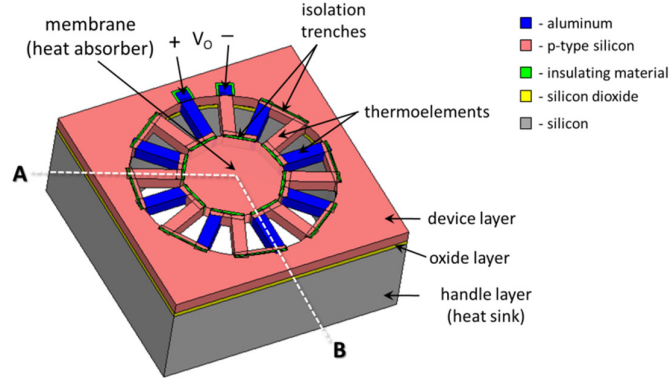 membrane
(heat absorber)
+ V₀ −
isolation
trenches
- aluminum
- p-type silicon
- insulating material
- silicon dioxide
- silicon
thermoelements
A
device layer
oxide layer
handle layer
(heat sink)
B